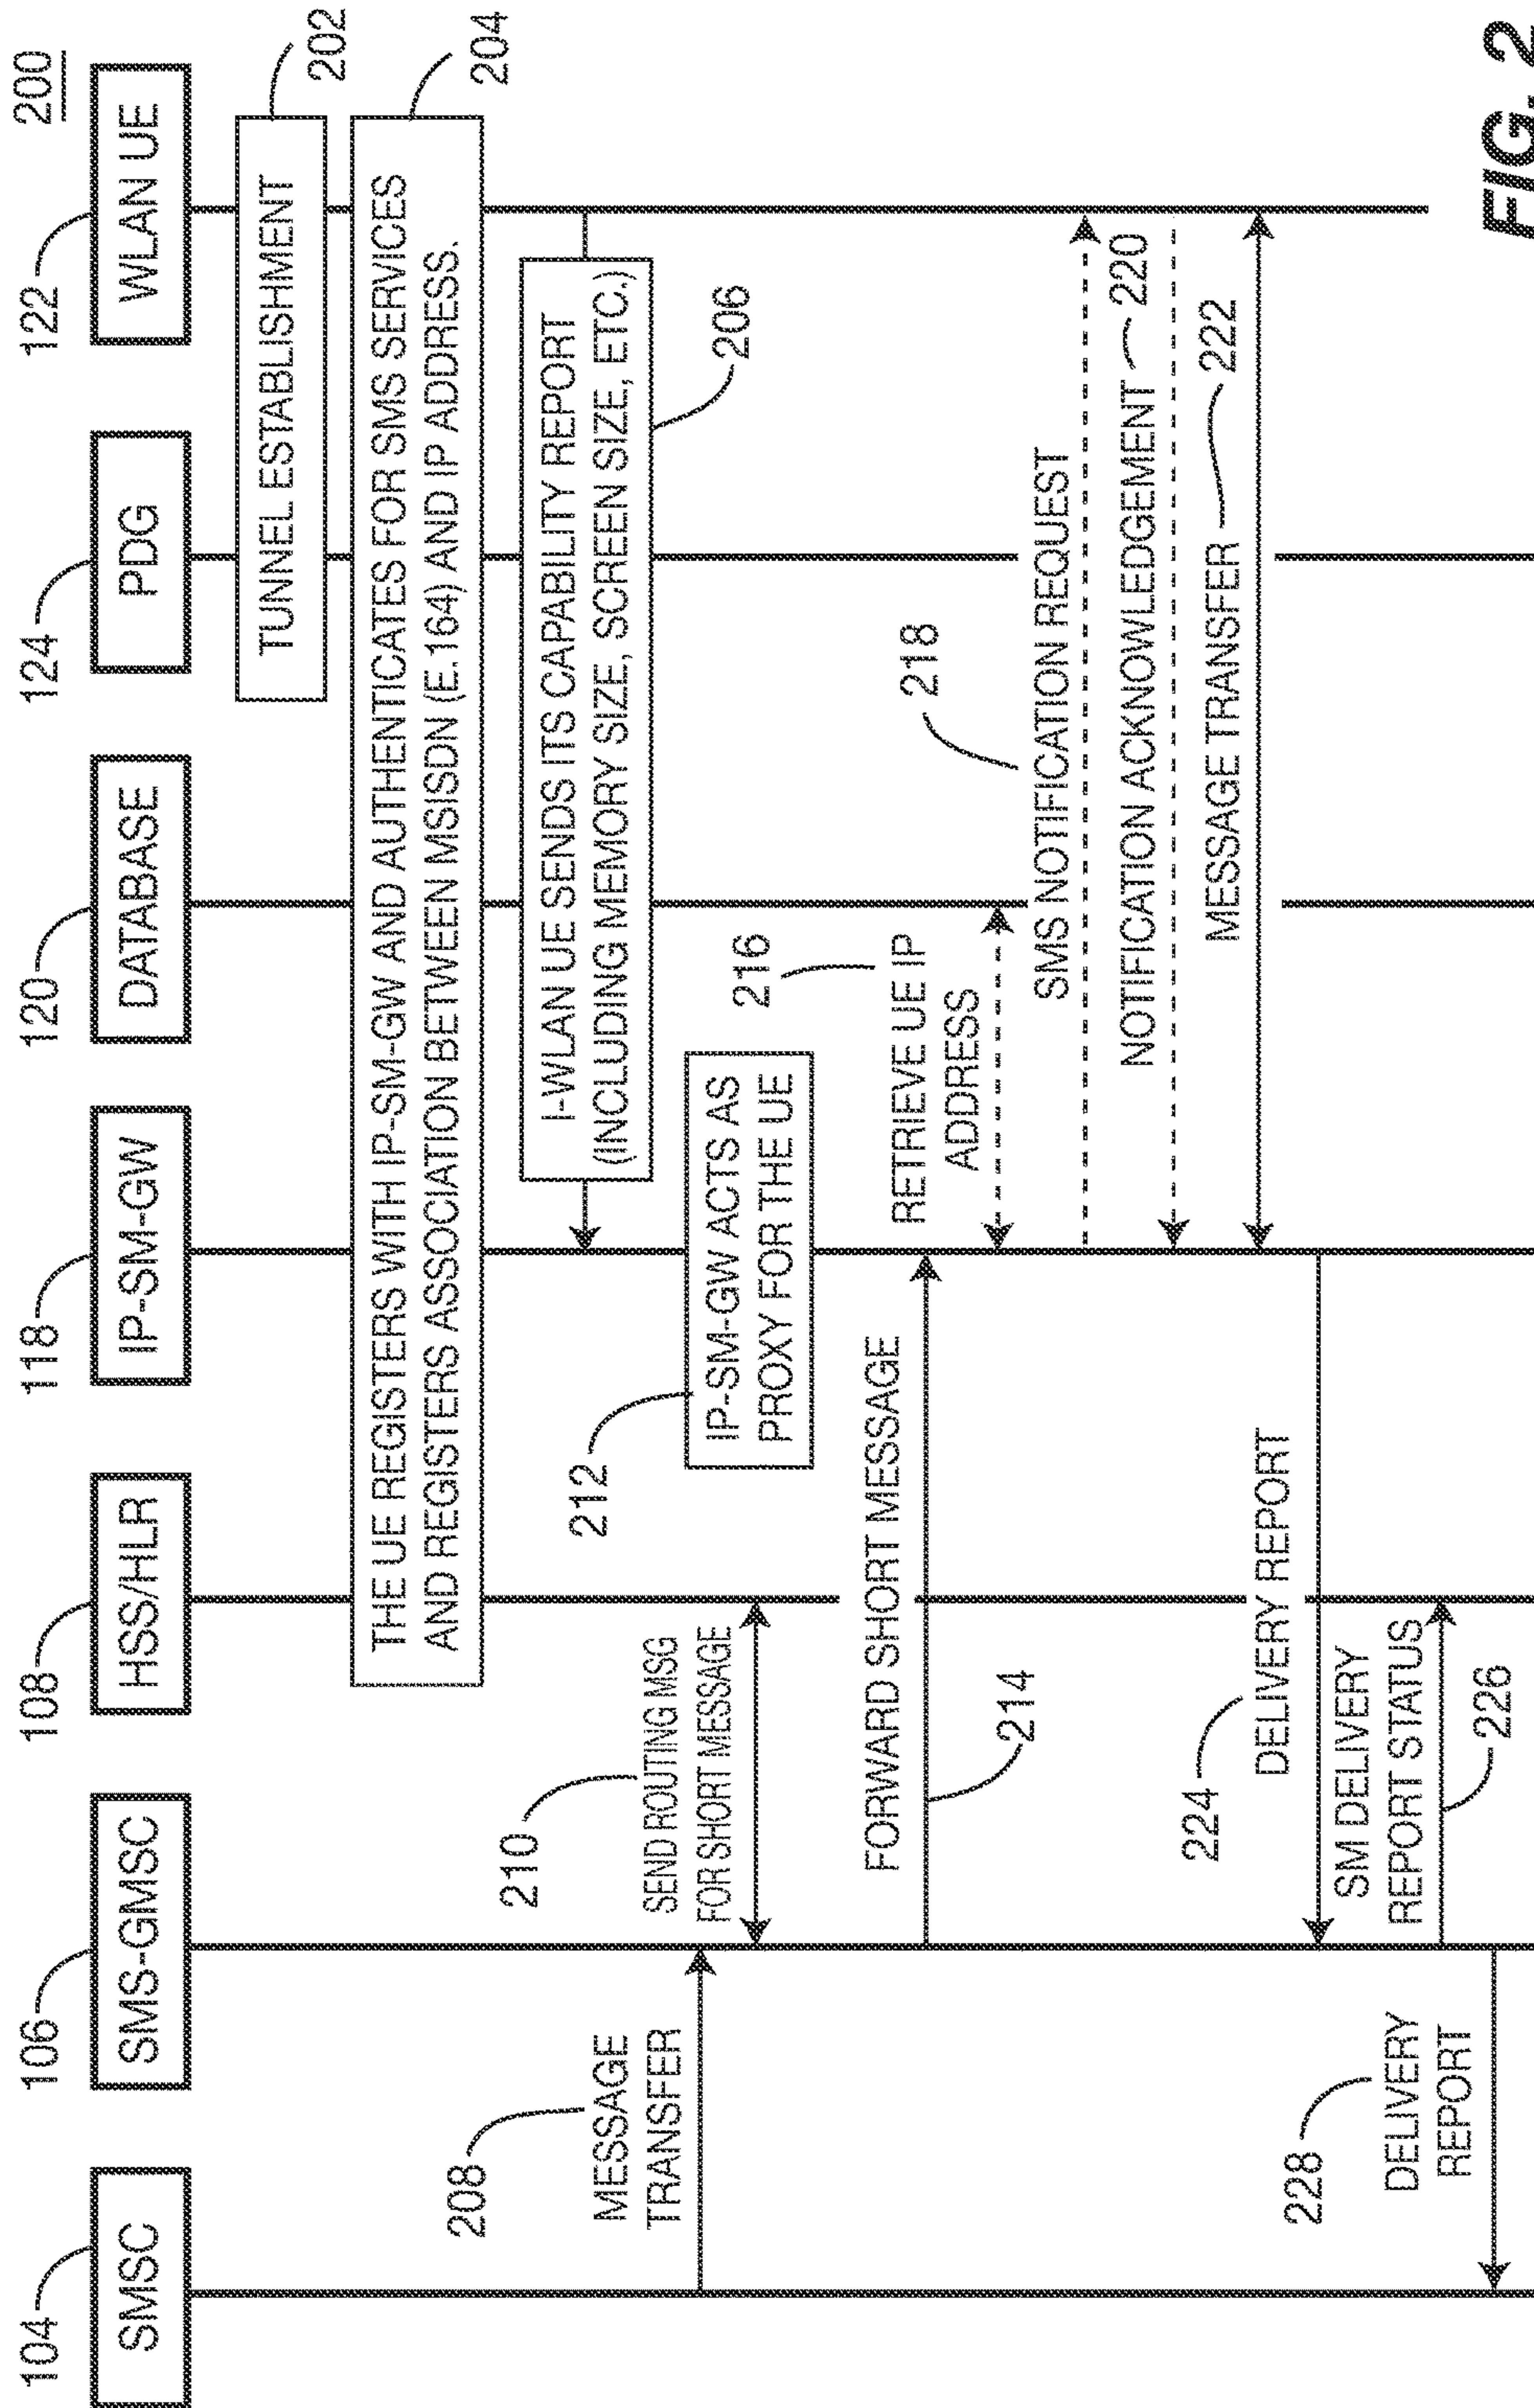 200
104
106
108
118
120
124
122
SMSC
SMS-GMSC
HSS/HLR
IP-SM-GW
DATABASE
PDG
WLAN UE
TUNNEL ESTABLISHMENT
202
THE UE REGISTERS WITH IP-SM-GW AND AUTHENTICATES FOR SMS SERVICES
AND REGISTERS ASSOCIATION BETWEEN MSISDN (E.164) AND IP ADDRESS.
204
I-WLAN UE SENDS ITS CAPABILITY REPORT
(INCLUDING MEMORY SIZE, SCREEN SIZE, ETC.)
206
208
MESSAGE
TRANSFER
210
SEND ROUTING MSG
FOR SHORT MESSAGE
212
IP-SM-GW ACTS AS
PROXY FOR THE UE
FORWARD SHORT MESSAGE
214
216
RETRIEVE UE IP
ADDRESS
218
SMS NOTIFICATION REQUEST
NOTIFICATION ACKNOWLEDGEMENT
220
MESSAGE TRANSFER
222
224
DELIVERY REPORT
SM DELIVERY
REPORT STATUS
226
228
DELIVERY
REPORT
FIG. 2